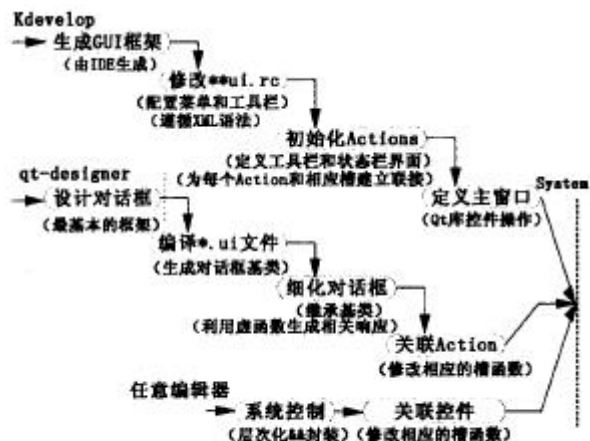 Kdevelop
生成GUI框架
(由IDE生成)
修改**ui.rc
(配置菜单和工具栏)
(遵循XML语法)
初始化Actions
(定义工具栏和状态栏界面)
(为每个Action和相应槽建立联接)
定义主窗口
(Qt库控件操作)
System
qt-designer
设计对话框
(最基本的框架)
编译*.ui文件
(生成对话框基类)
细化对话框
(继承基类)
(利用虚函数生成相关响应)
关联Action
(修改相应的槽函数)
任意编辑器
系统控制
(层次化&&封装)
关联控件
(修改相应的槽函数)